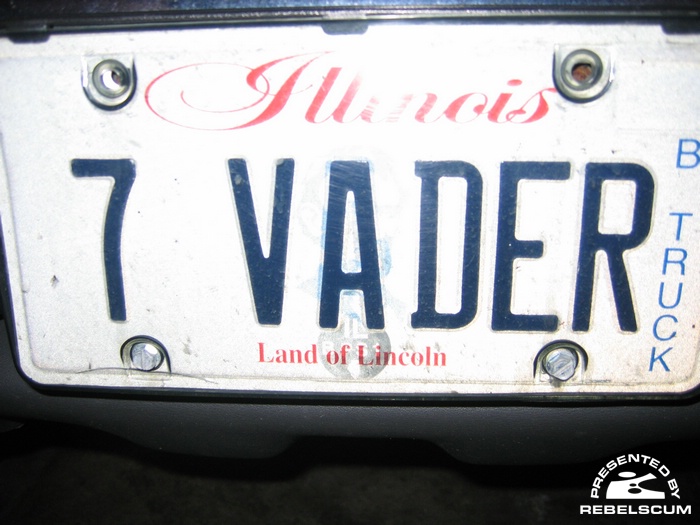 Illinois
7 VADER
B TRUCK
Land of Lincoln
PRESENTED BY
REBELSCUM